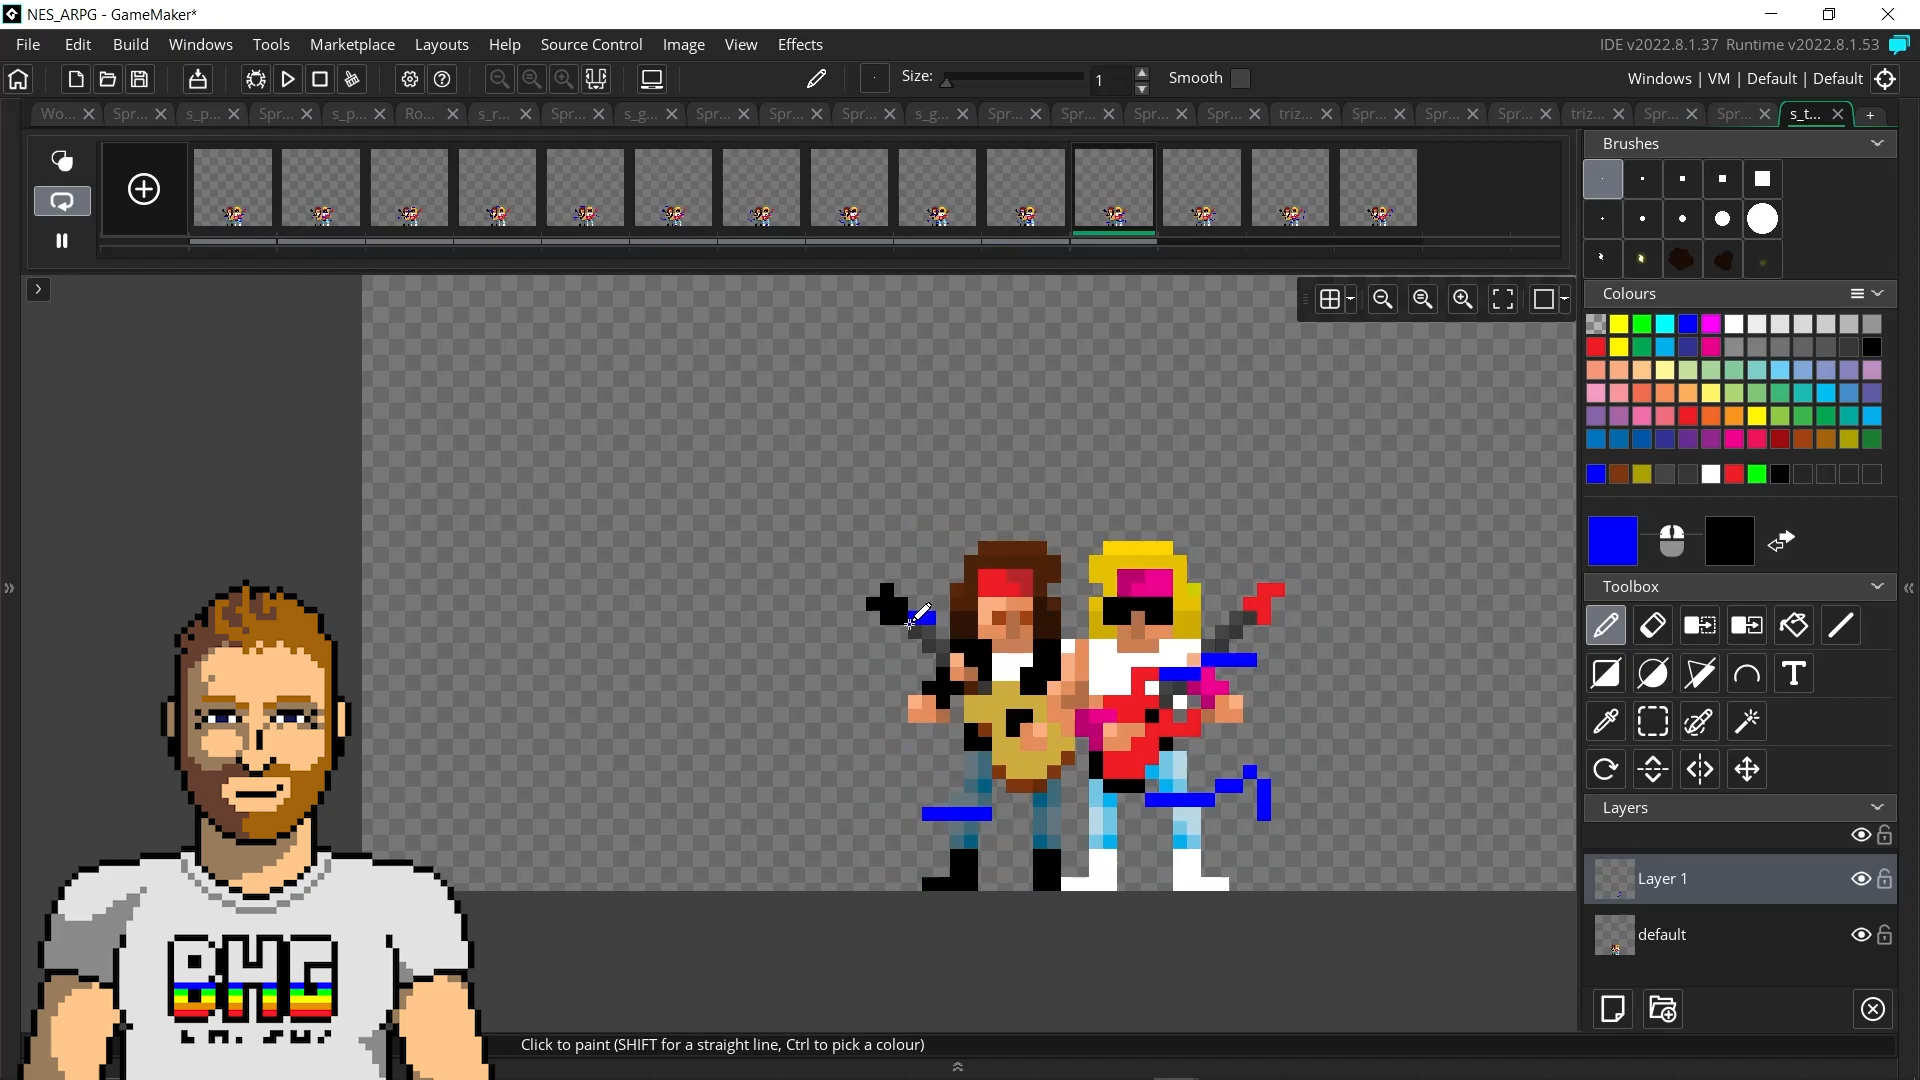 NES_ARPG - GameMaker*
File Edit Build Windows Tools Marketplace Layouts Help Source Control Image View Effects
IDE v2022.8.1.37 Runtime v2022.8.1.53
Size: 1 Smooth
Windows | VM | Default | Default
Wo... Spr... s_p... Spr... s_p... Ro... s_r... Spr... s_g... Spr... Spr... Spr... s_g... Spr... Spr... Spr... Spr... triz... Spr... Spr... Spr... triz... Spr... Spr... s_t...
Brushes
Colours
Toolbox
T
Layers
Layer 1
default
BHG
Click to paint (SHIFT for a straight line, Ctrl to pick a colour)